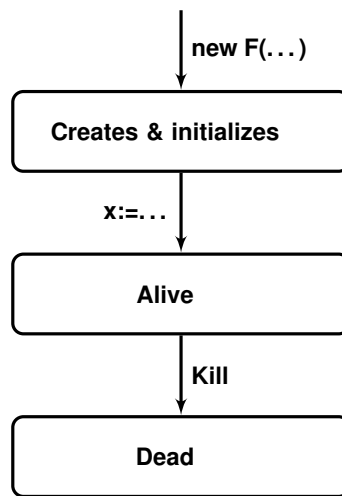 new F(. . . )
Creates & initializes
x:=. . .
Alive
Kill
Dead